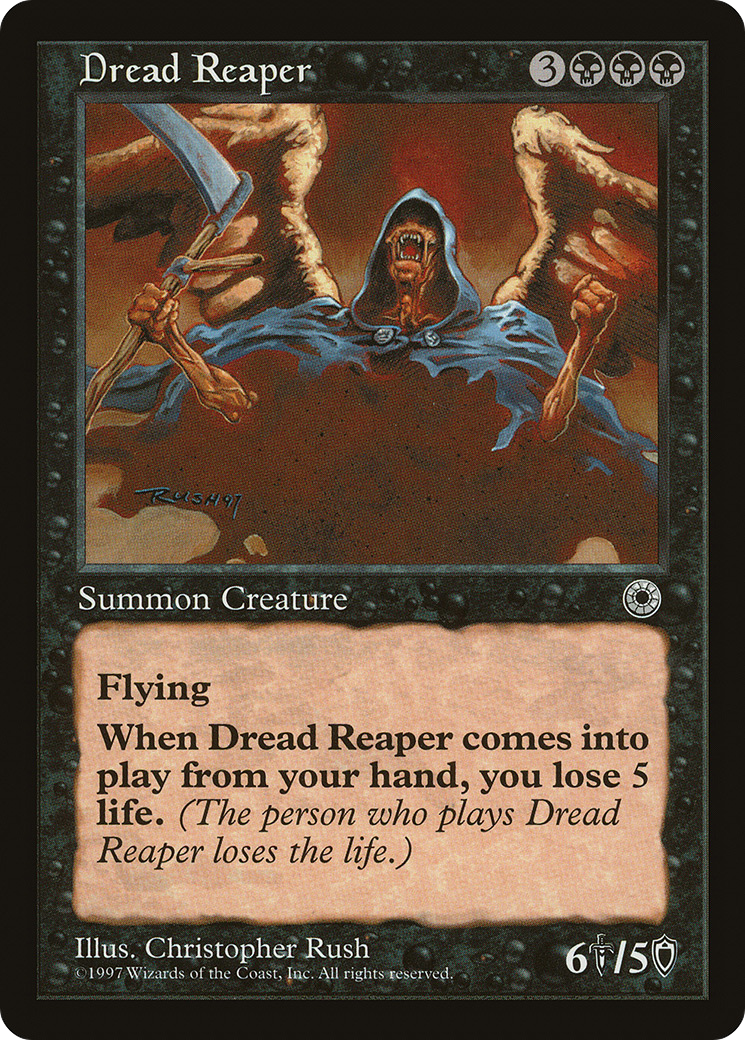 Dread Reaper 3
RUSH97
Summon Creature
Flying
When Dread Reaper comes into
play from your hand, you lose 5
life. (The person who plays Dread
Reaper loses the life.)
Illus. Christopher Rush
©1997 Wizards of the Coast, Inc. All rights reserved.
6/5